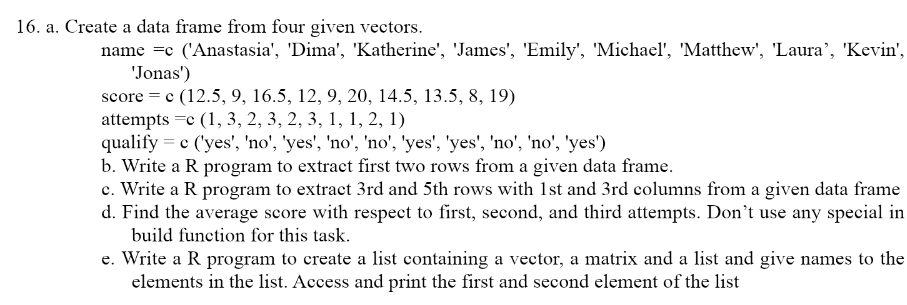 16. a. Create a data frame from four given vectors.
name =c ('Anastasia', 'Dima', 'Katherine', 'James', 'Emily', 'Michael', 'Matthew', 'Laura’, 'Kevin',
'Jonas')
score = c (12.5, 9, 16.5, 12, 9, 20, 14.5, 13.5, 8, 19)
attempts =c (1, 3, 2, 3, 2, 3, 1, 1, 2, 1)
qualify = c ('yes', 'no', 'yes', 'no', 'no', 'yes', 'yes', 'no', 'no', 'yes')
b. Write a R program to extract first two rows from a given data frame.
c. Write a R program to extract 3rd and 5th rows with 1st and 3rd columns from a given data frame
d. Find the average score with respect to first, second, and third attempts. Don’t use any special in
build function for this task.
e. Write a R program to create a list containing a vector, a matrix and a list and give names to the
elements in the list. Access and print the first and second element of the list